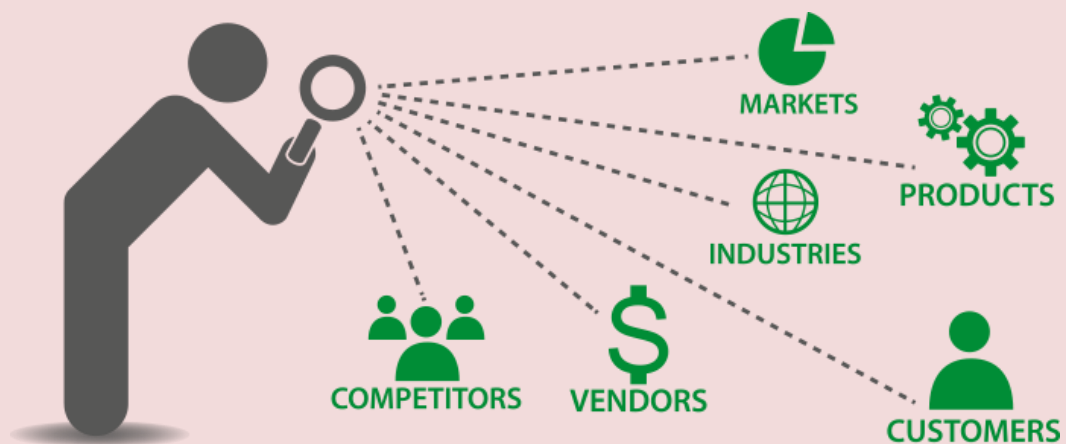 MARKETS
PRODUCTS
INDUSTRIES
COMPETITORS
VENDORS
CUSTOMERS